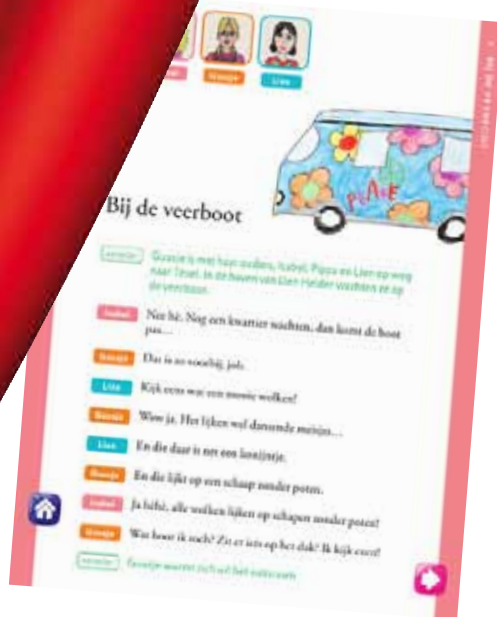 Lien
PEACE
Bij de veerboot
verteller
Guusje is met haar ouders, Isabel, Pippa en Lien op weg
naar Texel. In de haven van Den Helder wachten ze op
de veerboot.
Isabel Nee hè. Nog een kwartier wachten, dan komt de boot
pas...
Guusje Dat is zo voorbij, joh.
Lien Kijk eens wat een mooie wolken!
Guusje Wow ja. Het lijken wel dansende meisjes...
Lien En die daar is net een konijntje.
Guusje En die lijkt op een schaap zonder poten.
Isabel Ja hèhè, alle wolken lijken op schapen zonder poten!
Guusje Wat hoor ik toch? Zit er iets op het dak? Ik kijk even!
verteller Guusje wurmt zich uit het